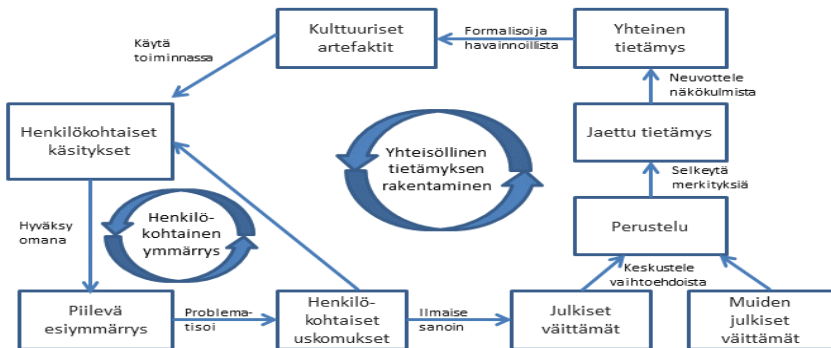 Kulttuuriset
artefaktit
Formalisoi ja
havainnoillista
Yhteinen
tietämys
Käytä
toiminnassa
Neuvottele
näkökulmista
Henkilökohtaiset
käsitykset
Yhteisöllinen
tietämyksen
rakentaminen
Jaettu tietämys
Selkeytä
merkityksiä
Hyväksy
omana
Henkilö-
kohtainen
ymmärrys
Perustelu
Keskustele
vaihtoehdoista
Piilevä
esiymmärrys
Problema-
tisoi
Henkilö-
kohtaiset
uskomukset
Ilmaise
sanoin
Julkiset
väittämät
Muiden
julkiset
väittämät